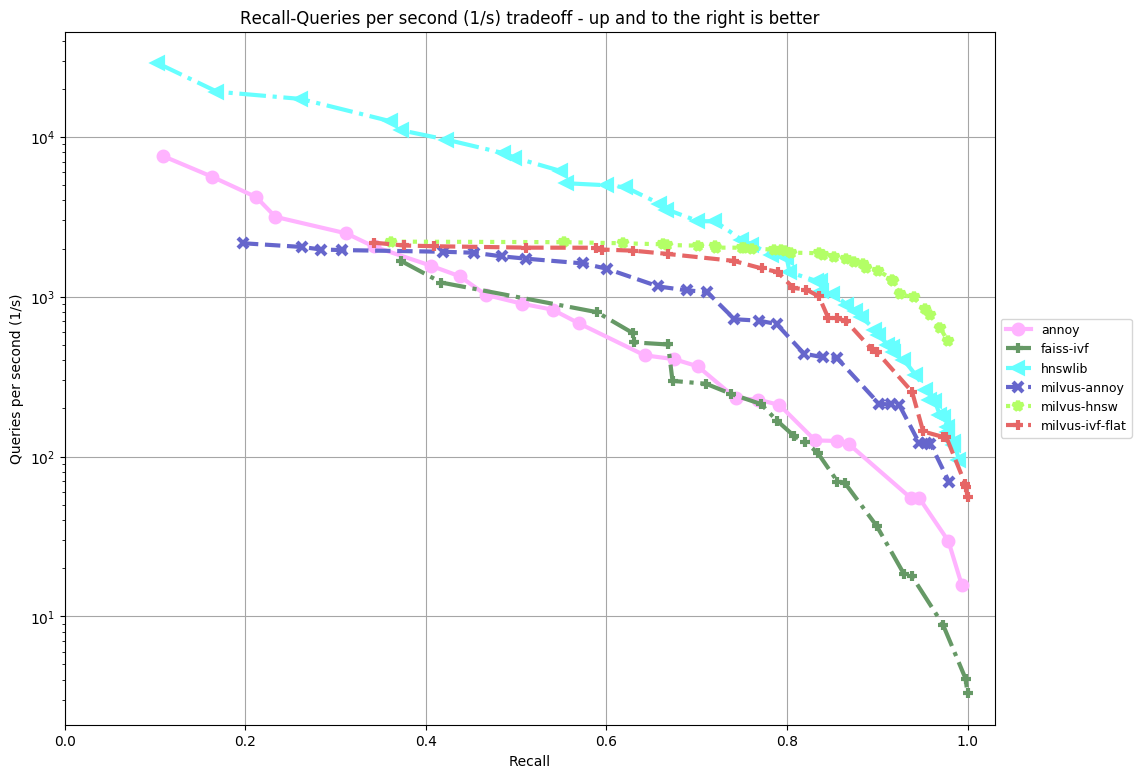 Recall-Queries per second (1/s) tradeoff - up and to the right is better
Queries per second (1/s)
10^4
10^3
10^2
10^1
0.0 0.2 0.4 0.6 0.8 1.0
Recall
annoy
faiss-ivf
hnswlib
milvus-annoy
milvus-hnsw
milvus-ivf-flat